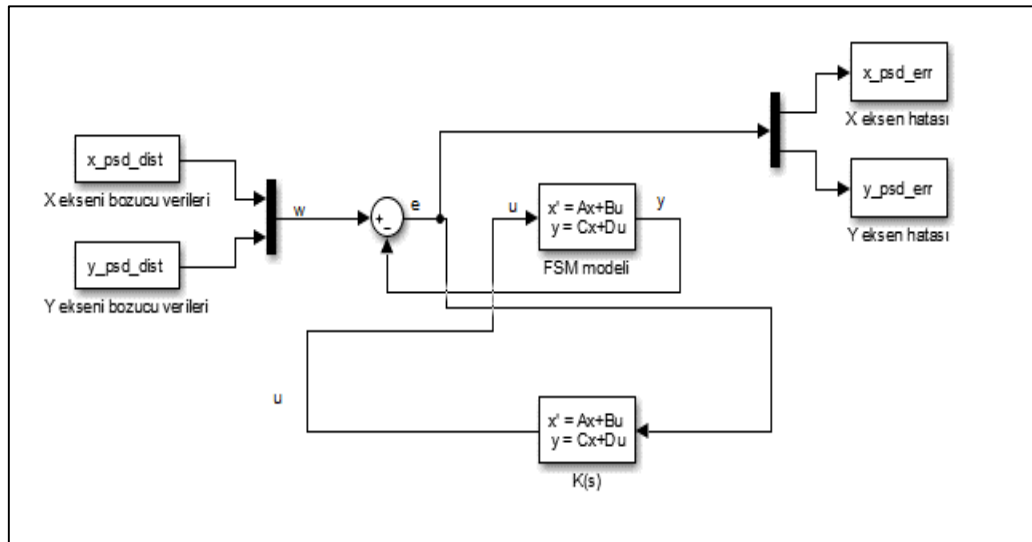 x_psd_dist
X ekseni bozucu verileri
y_psd_dist
Y ekseni bozucu verileri
w
+
−
e
u
x' = Ax+Bu
y = Cx+Du
FSM modeli
y
x_psd_err
X eksen hatası
y_psd_err
Y eksen hatası
u
x' = Ax+Bu
y = Cx+Du
K(s)